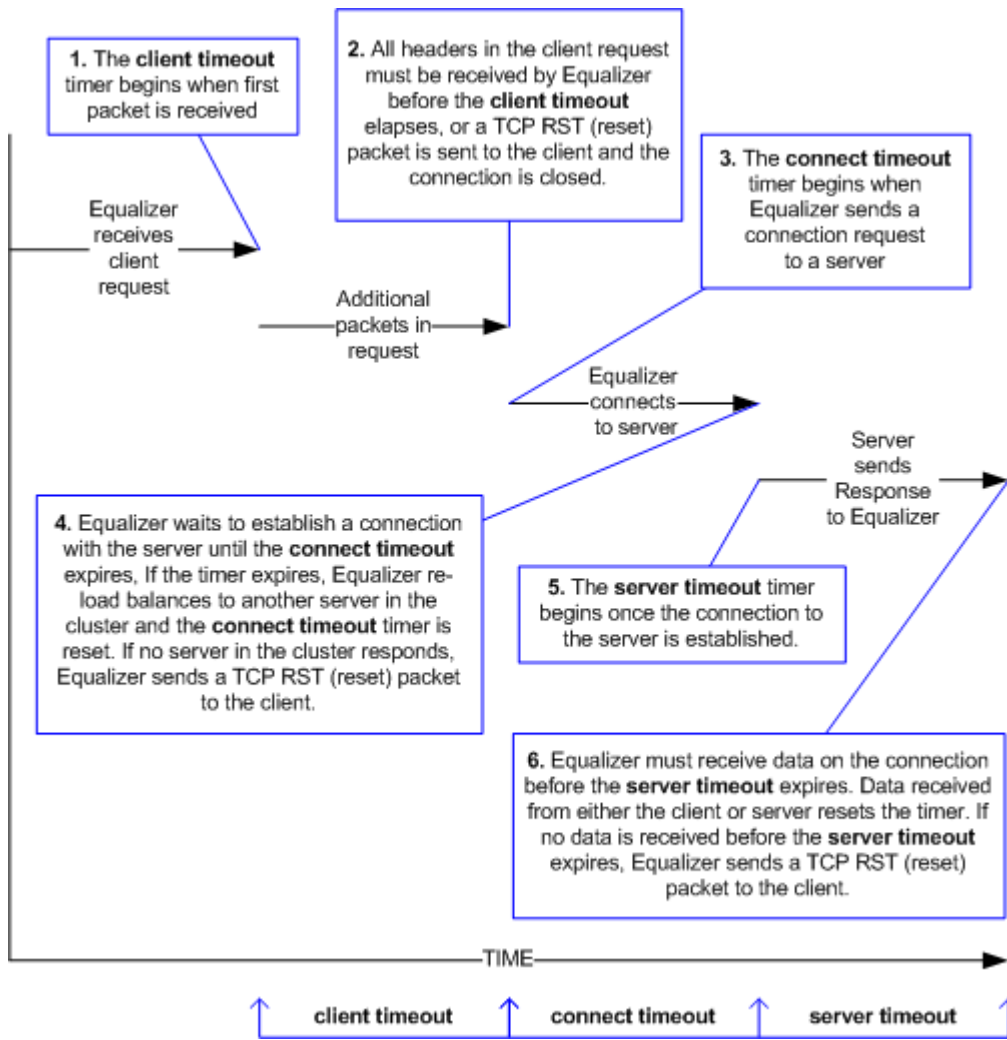 1. The client timeout
timer begins when first
packet is received
2. All headers in the client request
must be received by Equalizer
before the client timeout
elapses, or a TCP RST (reset)
packet is sent to the client and the
connection is closed.
3. The connect timeout
timer begins when
Equalizer sends a
connection request
to a server
Equalizer
receives
client
request
Additional
packets in
request
Equalizer
connects
to server
Server
sends
Response
to Equalizer
4. Equalizer waits to establish a connection
with the server until the connect timeout
expires, If the timer expires, Equalizer re-
load balances to another server in the
cluster and the connect timeout timer is
reset. If no server in the cluster responds,
Equalizer sends a TCP RST (reset) packet
to the client.
5. The server timeout timer
begins once the connection to
the server is established.
6. Equalizer must receive data on the connection
before the server timeout expires. Data received
from either the client or server resets the timer. If
no data is received before the server timeout
expires, Equalizer sends a TCP RST (reset)
packet to the client.
TIME
client timeout
connect timeout
server timeout